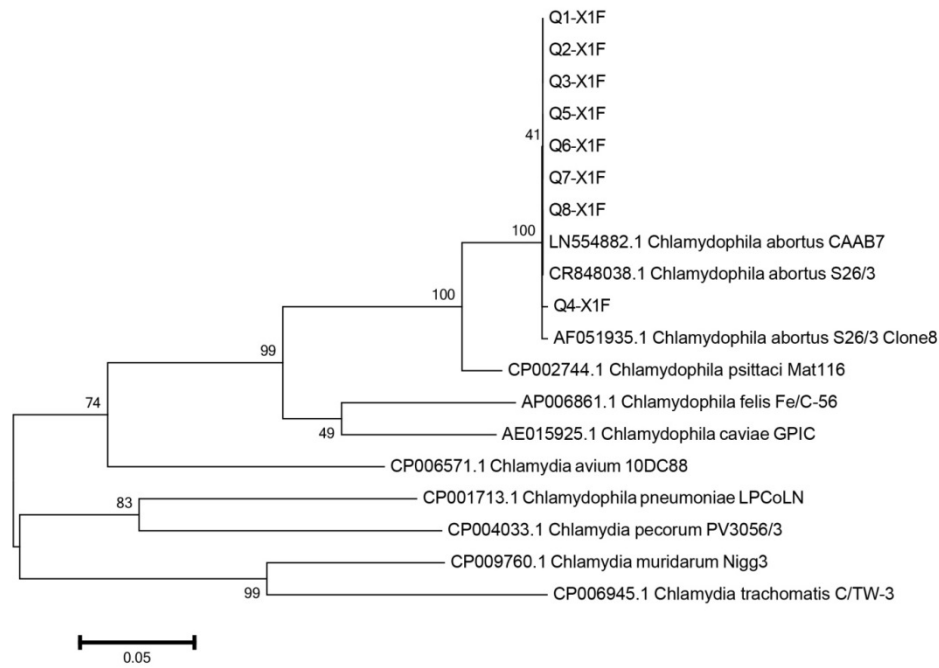 Q1-X1F
Q2-X1F
Q3-X1F
Q5-X1F
41
Q6-X1F
Q7-X1F
Q8-X1F
100
LN554882.1 Chlamydophila abortus CAAB7
CR848038.1 Chlamydophila abortus S26/3
100
Q4-X1F
AF051935.1 Chlamydophila abortus S26/3 Clone8
99
CP002744.1 Chlamydophila psittaci Mat116
74
AP006861.1 Chlamydophila felis Fe/C-56
49
AE015925.1 Chlamydophila caviae GPIC
CP006571.1 Chlamydia avium 10DC88
83
CP001713.1 Chlamydophila pneumoniae LPCoLN
CP004033.1 Chlamydia pecorum PV3056/3
CP009760.1 Chlamydia muridarum Nigg3
99
CP006945.1 Chlamydia trachomatis C/TW-3
0.05